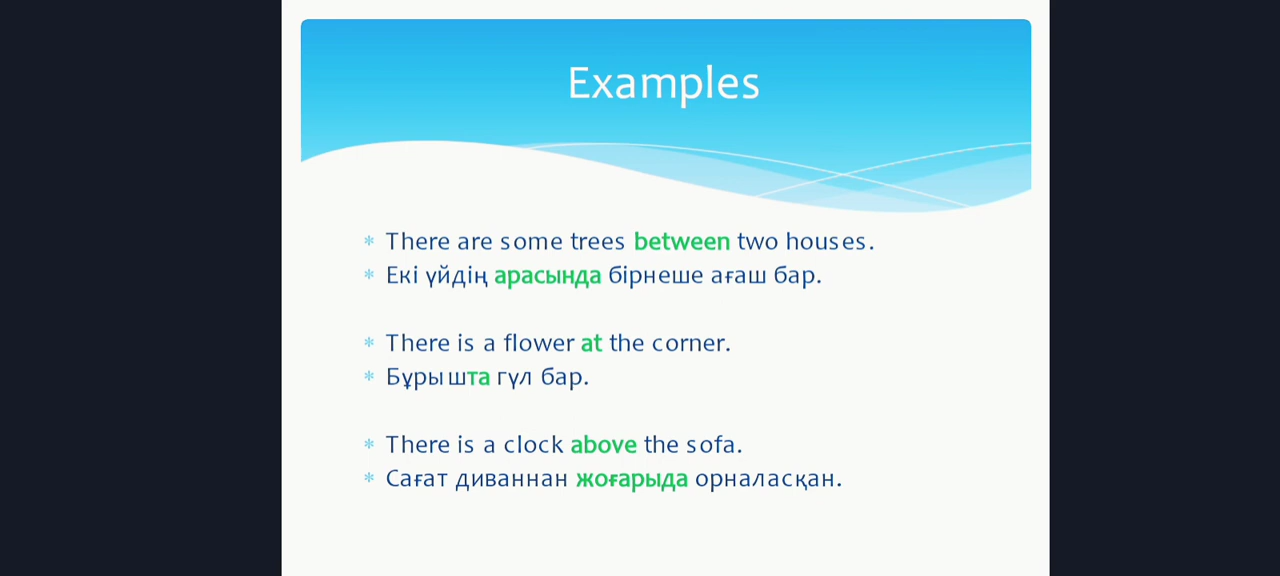 Examples
* There are some trees between two houses.
* Екі үйдің арасында бірнеше ағаш бар.
* There is a flower at the corner.
* Бұрышта гүл бар.
* There is a clock above the sofa.
* Сағат диваннан жоғарыда орналасқан.